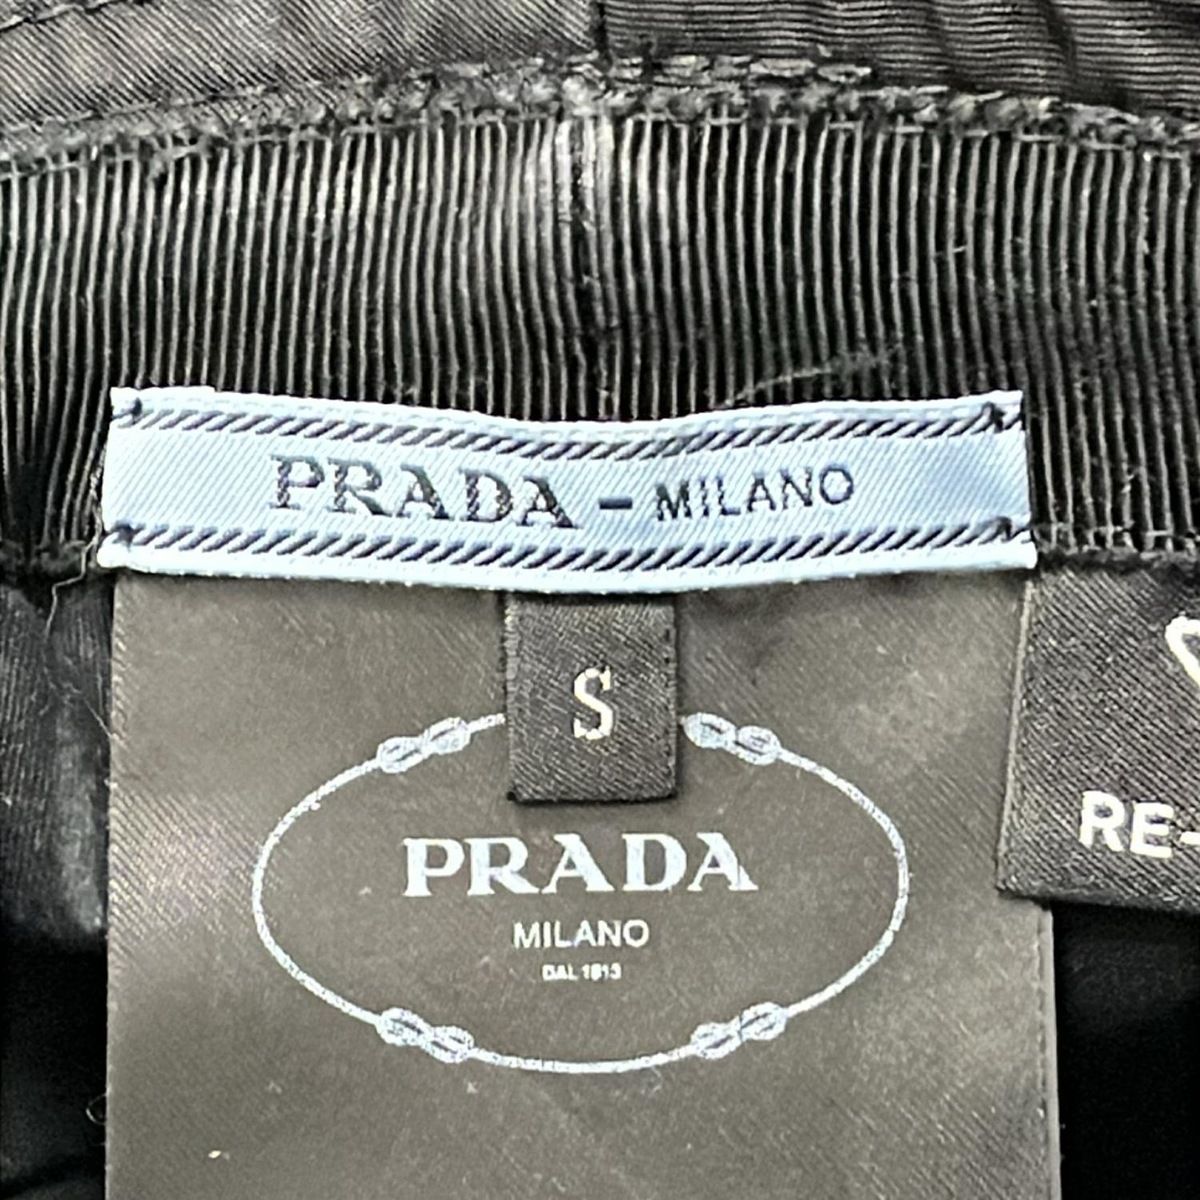 PRADA - MILANO
S
PRADA
MILANO
DAL 1913
RE-